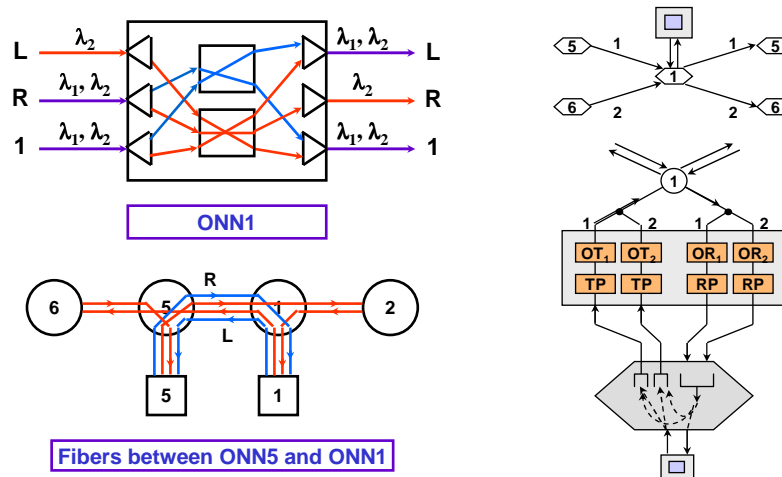 L
λ2
λ1, λ2
L
R
λ1, λ2
λ2
R
1
λ1, λ2
λ1, λ2
1
ONN1
R
6
5
1
2
L
5
1
Fibers between ONN5 and ONN1
5
1
1
5
1
6
2
2
6
1
1
2
1
2
OT1
OT2
OR1
OR2
TP
TP
RP
RP